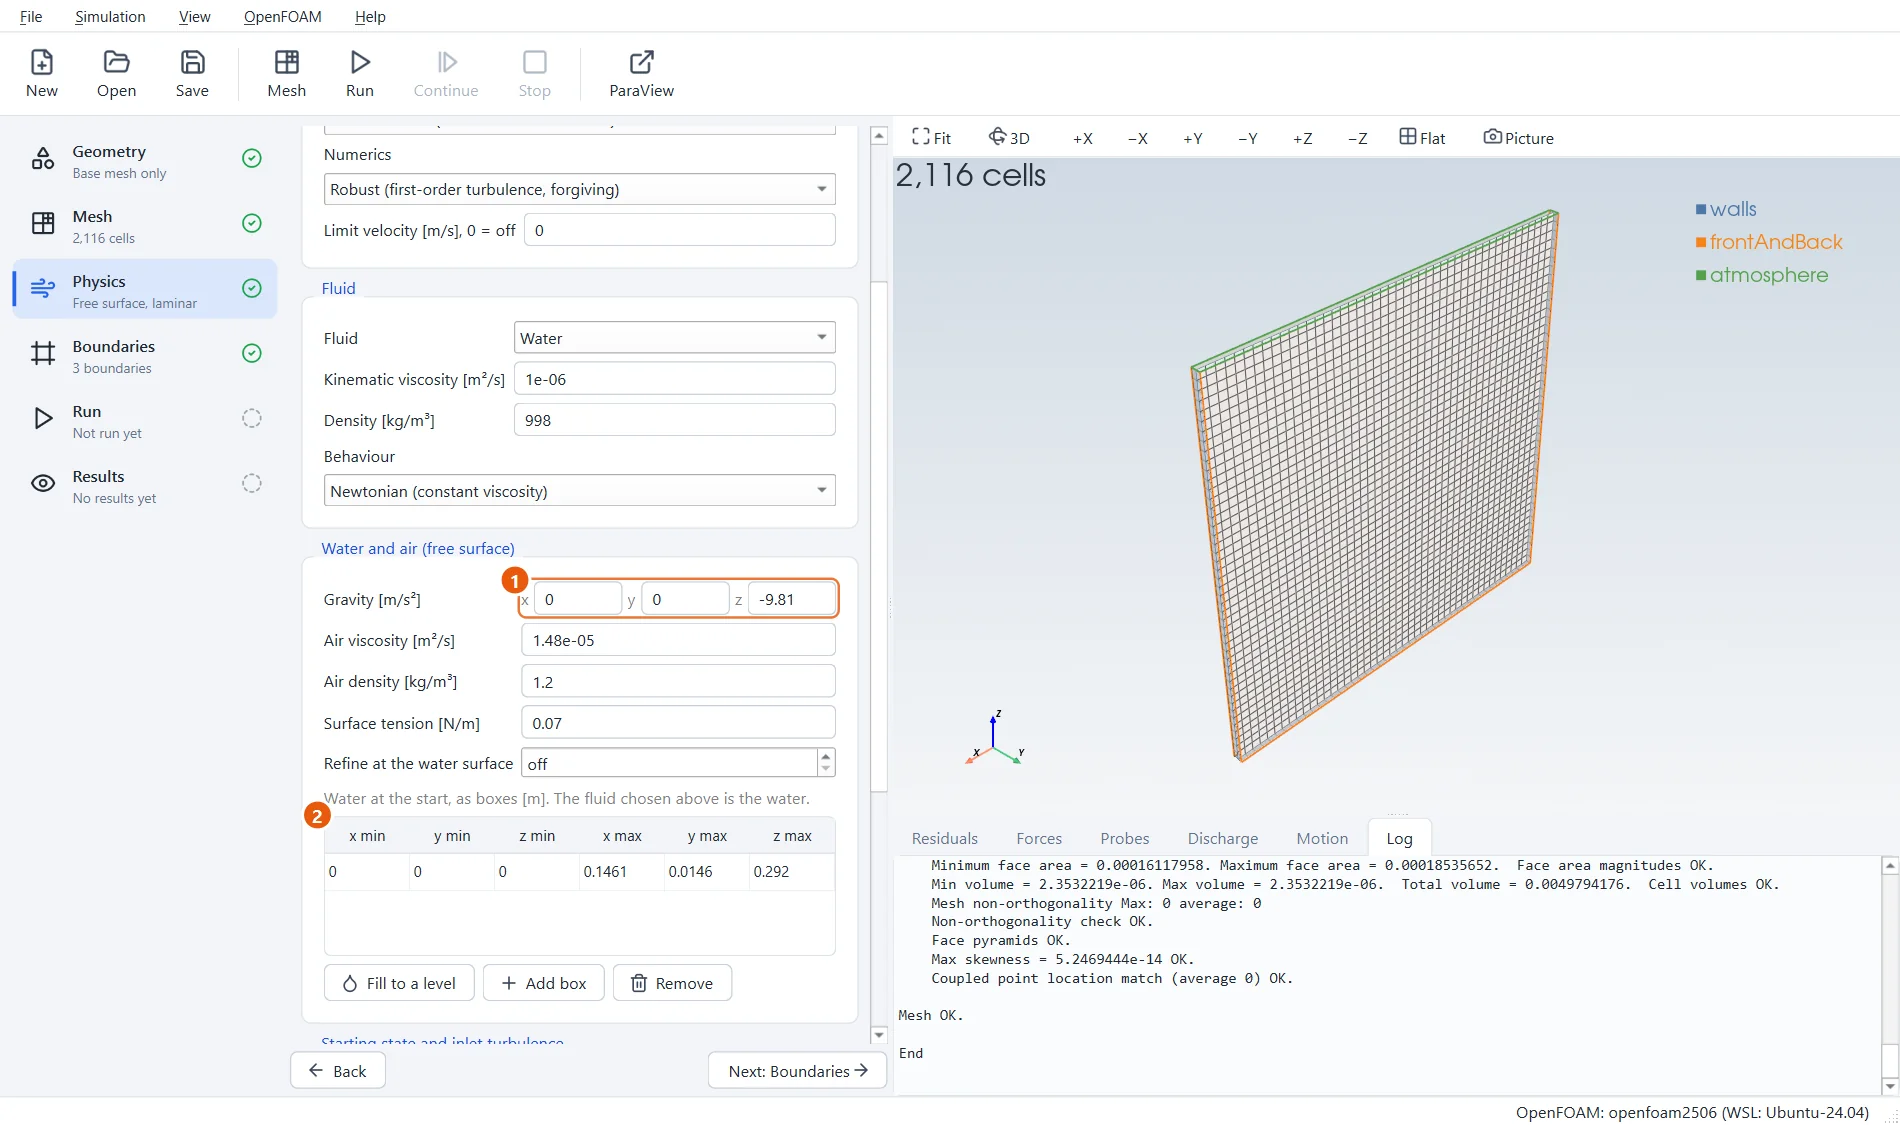 File Simulation View OpenFOAM Help
New Open Save Mesh Run Continue Stop ParaView
Geometry
Base mesh only
Mesh
2,116 cells
Physics
Free surface, laminar
Boundaries
3 boundaries
Run
Not run yet
Results
No results yet
Numerics
Robust (first-order turbulence, forgiving)
Limit velocity [m/s], 0 = off 0
Fluid
Fluid Water
Kinematic viscosity [m²/s] 1e-06
Density [kg/m³] 998
Behaviour
Newtonian (constant viscosity)
Water and air (free surface)
1
Gravity [m/s²] x 0 y 0 z -9.81
Air viscosity [m²/s] 1.48e-05
Air density [kg/m³] 1.2
Surface tension [N/m] 0.07
Refine at the water surface off
Water at the start, as boxes [m]. The fluid chosen above is the water.
2
x min y min z min x max y max z max
0 0 0 0.1461 0.0146 0.292
Fill to a level Add box Remove
Starting state and inlet turbulence
Back Next: Boundaries
Fit 3D +X −X +Y −Y +Z −Z Flat Picture
2,116 cells
walls
frontAndBack
atmosphere
Z
X Y
Residuals Forces Probes Discharge Motion Log
Minimum face area = 0.00016117958. Maximum face area = 0.00018535652. Face area magnitudes OK.
Min volume = 2.3532219e-06. Max volume = 2.3532219e-06. Total volume = 0.0049794176. Cell volumes OK.
Mesh non-orthogonality Max: 0 average: 0
Non-orthogonality check OK.
Face pyramids OK.
Max skewness = 5.2469444e-14 OK.
Coupled point location match (average 0) OK.
Mesh OK.
End
OpenFOAM: openfoam2506 (WSL: Ubuntu-24.04)